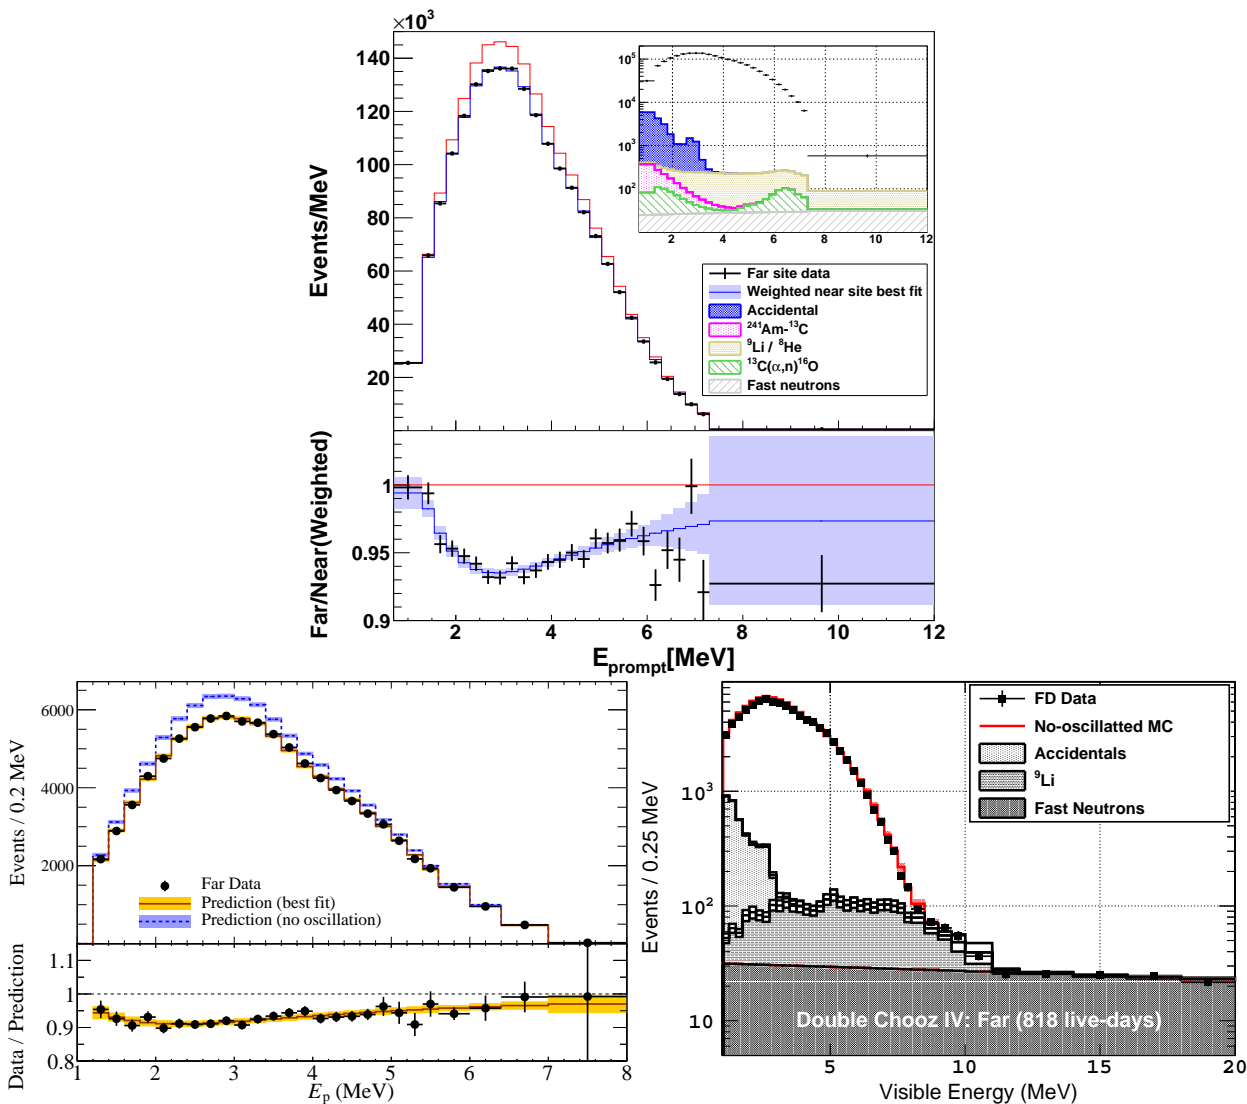 ×10³
Events/MeV
140
120
100
80
60
40
20
10⁵
10⁴
10³
10²
2 4 6 8 10 12
Far site data
Weighted near site best fit
Accidental
²⁴¹Am-¹³C
⁹Li / ⁸He
¹³C(α,n)¹⁶O
Fast neutrons
Far/Near(Weighted)
1
0.95
0.9
2 4 6 8 10 12
E_prompt[MeV]
Events / 0.2 MeV
6000
4000
2000
Far Data
Prediction (best fit)
Prediction (no oscillation)
Data / Prediction
1.1
1
0.9
0.8
1 2 3 4 5 6 7 8
E_p (MeV)
Events / 0.25 MeV
10³
10²
10
FD Data
No-oscillatted MC
Accidentals
⁹Li
Fast Neutrons
Double Chooz IV: Far (818 live-days)
5 10 15 20
Visible Energy (MeV)